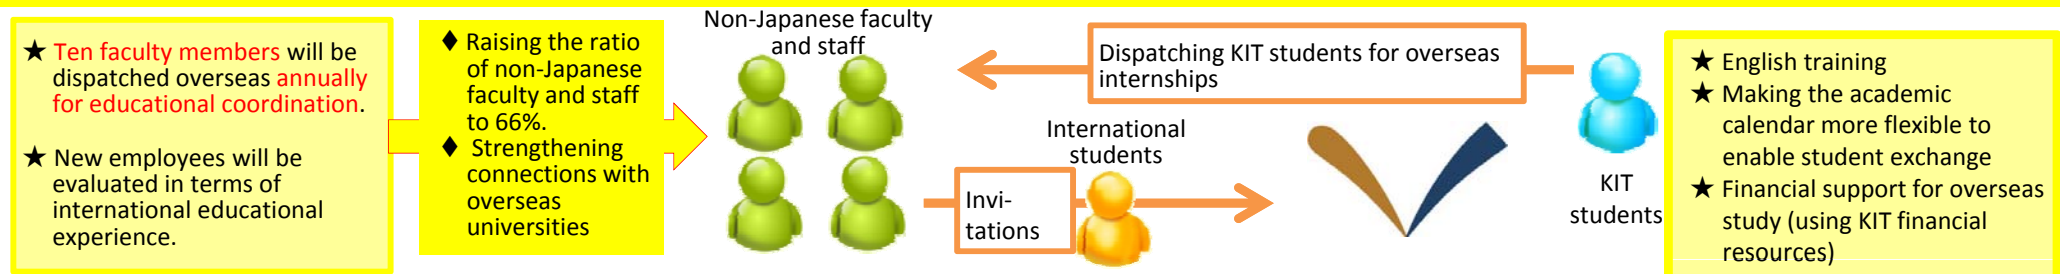 ★ Ten faculty members will be
dispatched overseas annually
for educational coordination.
★ New employees will be
evaluated in terms of
international educational
experience.
♦ Raising the ratio
of non-Japanese
faculty and staff
to 66%.
♦ Strengthening
connections with
overseas
universities
Non-Japanese faculty
and staff
Dispatching KIT students for overseas
internships
International
students
Invi-
tations
KIT
students
★ English training
★ Making the academic
calendar more flexible to
enable student exchange
★ Financial support for overseas
study (using KIT financial
resources)